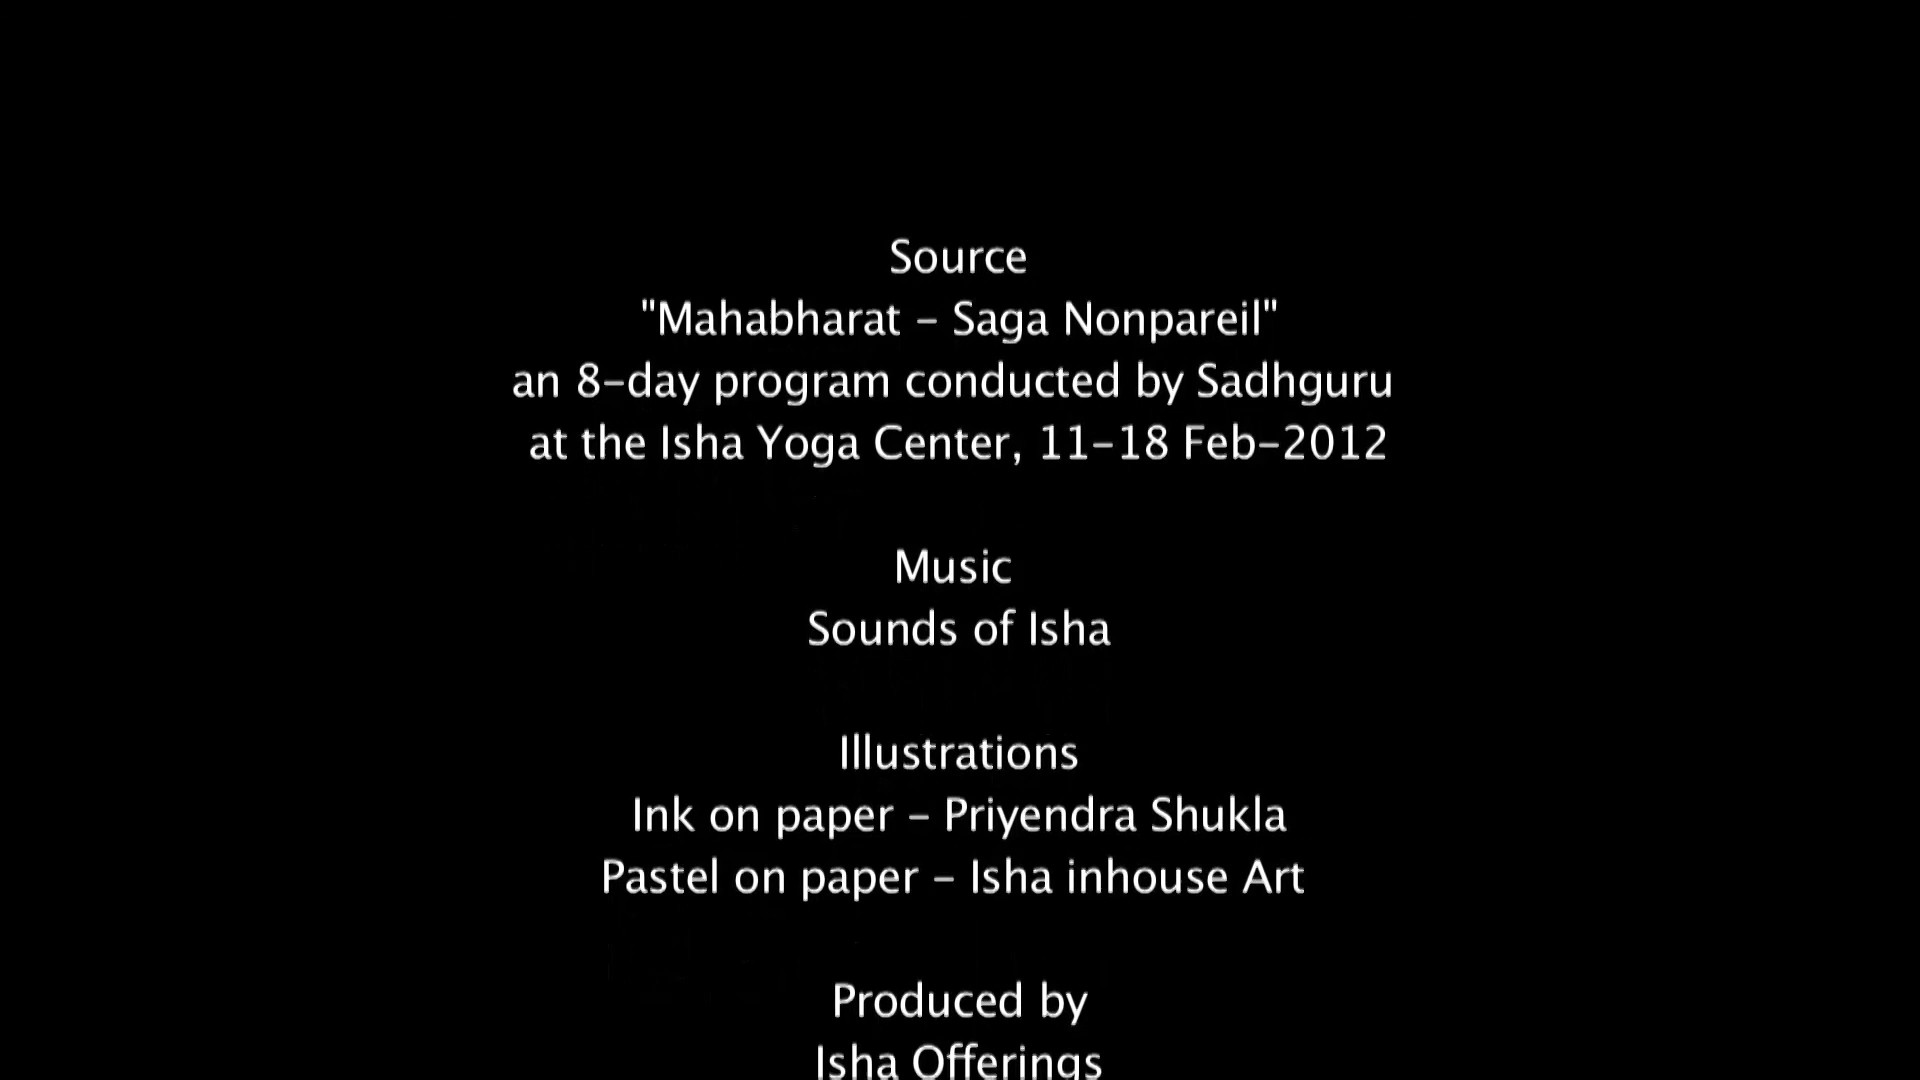 Source
"Mahabharat – Saga Nonpareil"
an 8–day program conducted by Sadhguru
at the Isha Yoga Center, 11–18 Feb–2012
Music
Sounds of Isha
Illustrations
Ink on paper – Priyendra Shukla
Pastel on paper – Isha inhouse Art
Produced by
Isha Offerings